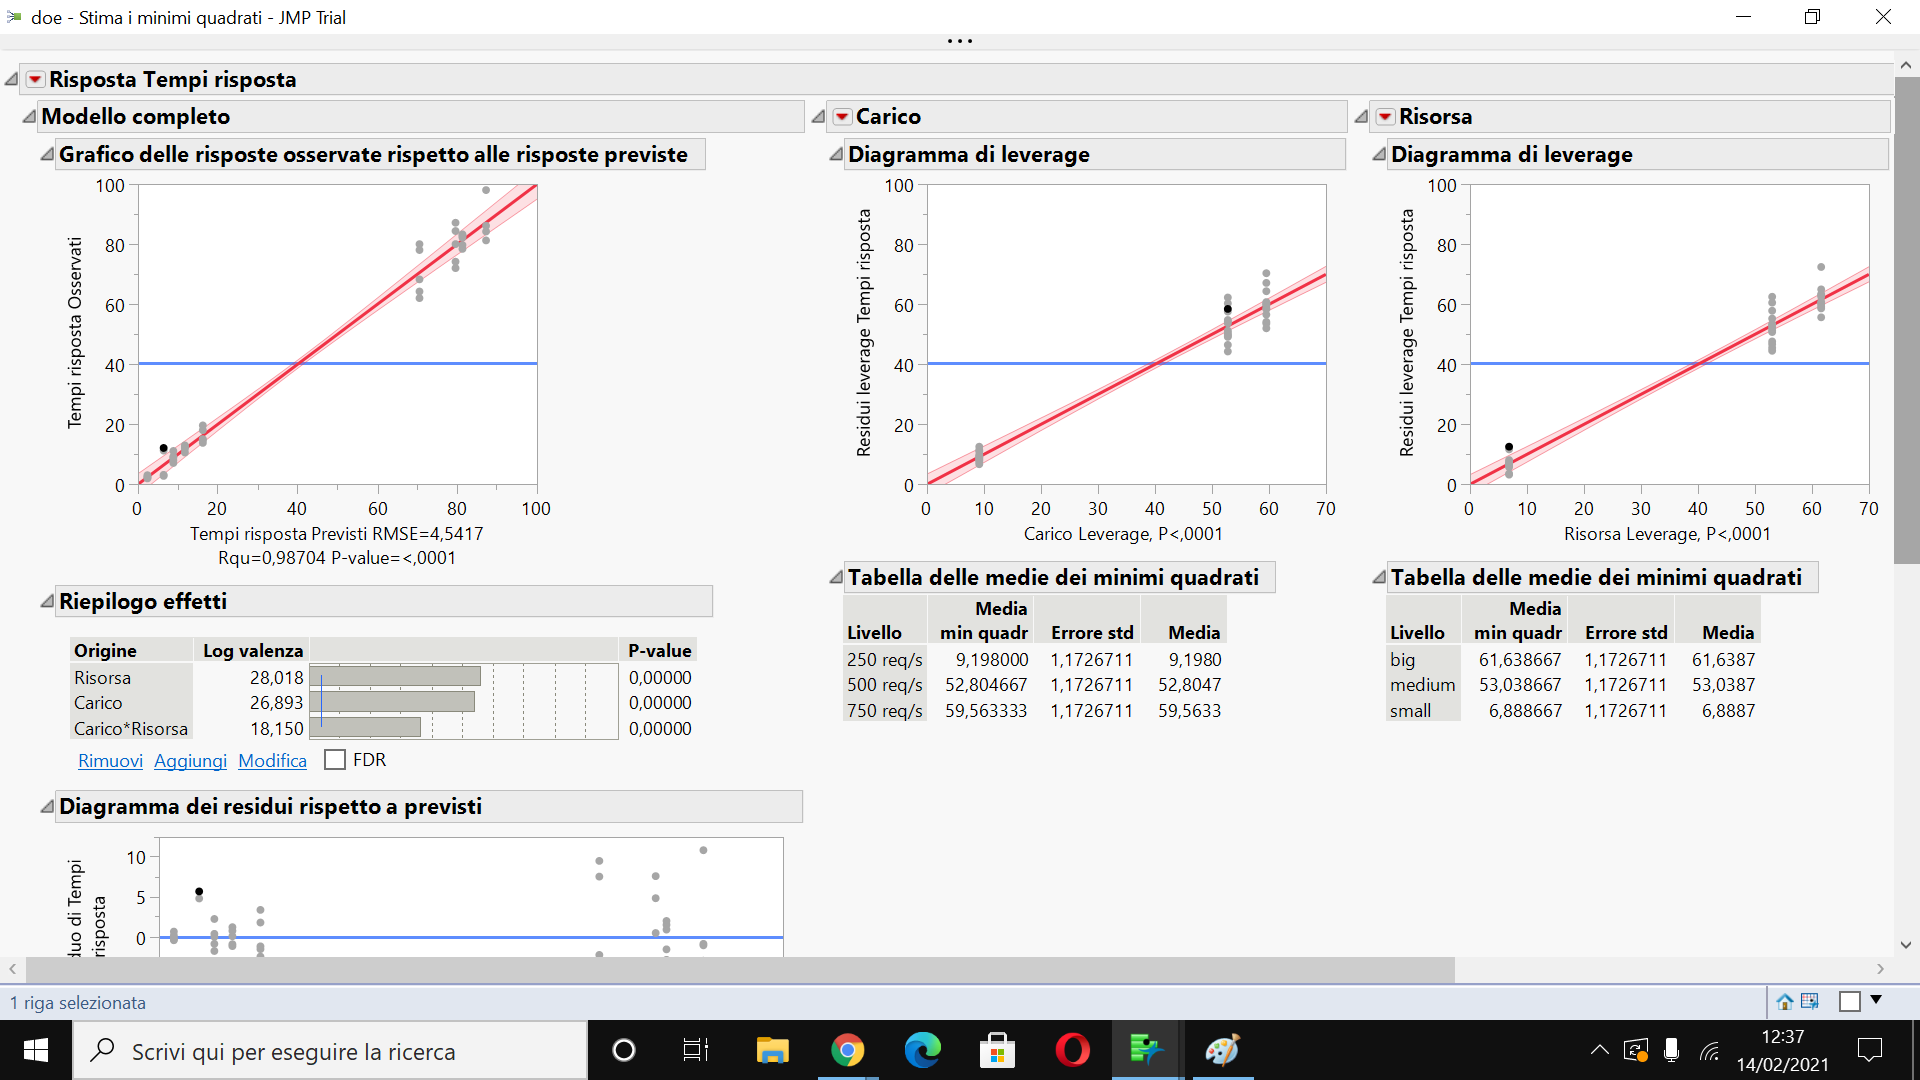 doe - Stima i minimi quadrati - JMP Trial
Risposta Tempi risposta
Modello completo
Grafico delle risposte osservate rispetto alle risposte previste
100
80
60
40
20
0
Tempi risposta Osservati
0 20 40 60 80 100
Tempi risposta Previsti RMSE=4,5417
Rqu=0,98704 P-value=<,0001
Riepilogo effetti
Origine Log valenza P-value
Risorsa 28,018 0,00000
Carico 26,893 0,00000
Carico*Risorsa 18,150 0,00000
Rimuovi Aggiungi Modifica FDR
Diagramma dei residui rispetto a previsti
10
5
0
duo di Tempi
risposta
Carico
Diagramma di leverage
100
80
60
40
20
0
Residui leverage Tempi risposta
0 10 20 30 40 50 60 70
Carico Leverage, P<,0001
Tabella delle medie dei minimi quadrati
Media
Livello min quadr Errore std Media
250 req/s 9,198000 1,1726711 9,1980
500 req/s 52,804667 1,1726711 52,8047
750 req/s 59,563333 1,1726711 59,5633
Risorsa
Diagramma di leverage
100
80
60
40
20
0
Residui leverage Tempi risposta
0 10 20 30 40 50 60 70
Risorsa Leverage, P<,0001
Tabella delle medie dei minimi quadrati
Media
Livello min quadr Errore std Media
big 61,638667 1,1726711 61,6387
medium 53,038667 1,1726711 53,0387
small 6,888667 1,1726711 6,8887
1 riga selezionata
Scrivi qui per eseguire la ricerca
12:37
14/02/2021